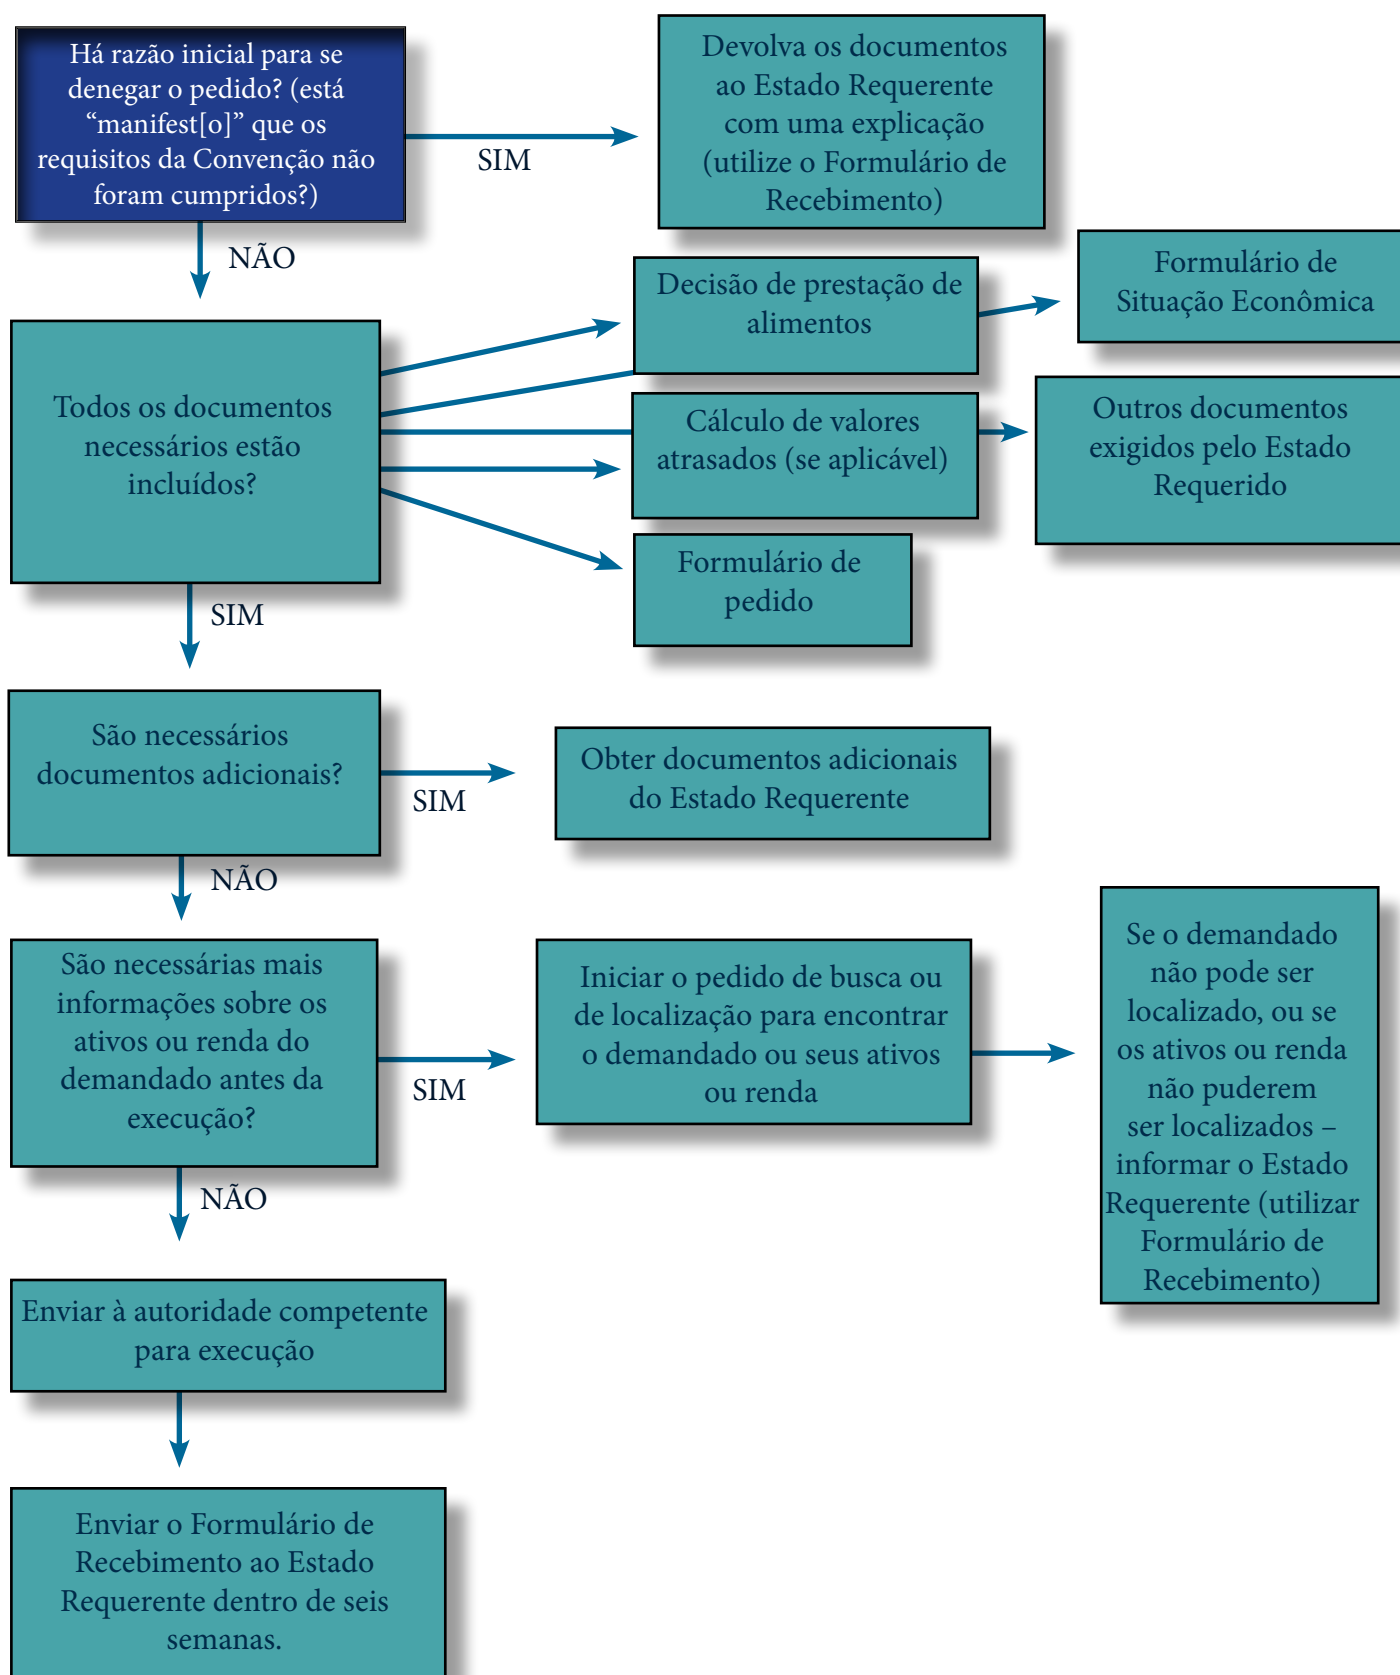 Há razão inicial para se
denegar o pedido? (está
“manifest[o]” que os
requisitos da Convenção não
foram cumpridos?)
SIM
Devolva os documentos
ao Estado Requerente
com uma explicação
(utilize o Formulário de
Recebimento)
NÃO
Todos os documentos
necessários estão
incluídos?
Decisão de prestação de
alimentos
Formulário de
Situação Econômica
Cálculo de valores
atrasados (se aplicável)
Outros documentos
exigidos pelo Estado
Requerido
Formulário de
pedido
SIM
São necessários
documentos adicionais?
SIM
Obter documentos adicionais
do Estado Requerente
NÃO
São necessárias mais
informações sobre os
ativos ou renda do
demandado antes da
execução?
SIM
Iniciar o pedido de busca ou
de localização para encontrar
o demandado ou seus ativos
ou renda
Se o demandado
não pode ser
localizado, ou se
os ativos ou renda
não puderem
ser localizados –
informar o Estado
Requerente (utilizar
Formulário de
Recebimento)
NÃO
Enviar à autoridade competente
para execução
Enviar o Formulário de
Recebimento ao Estado
Requerente dentro de seis
semanas.